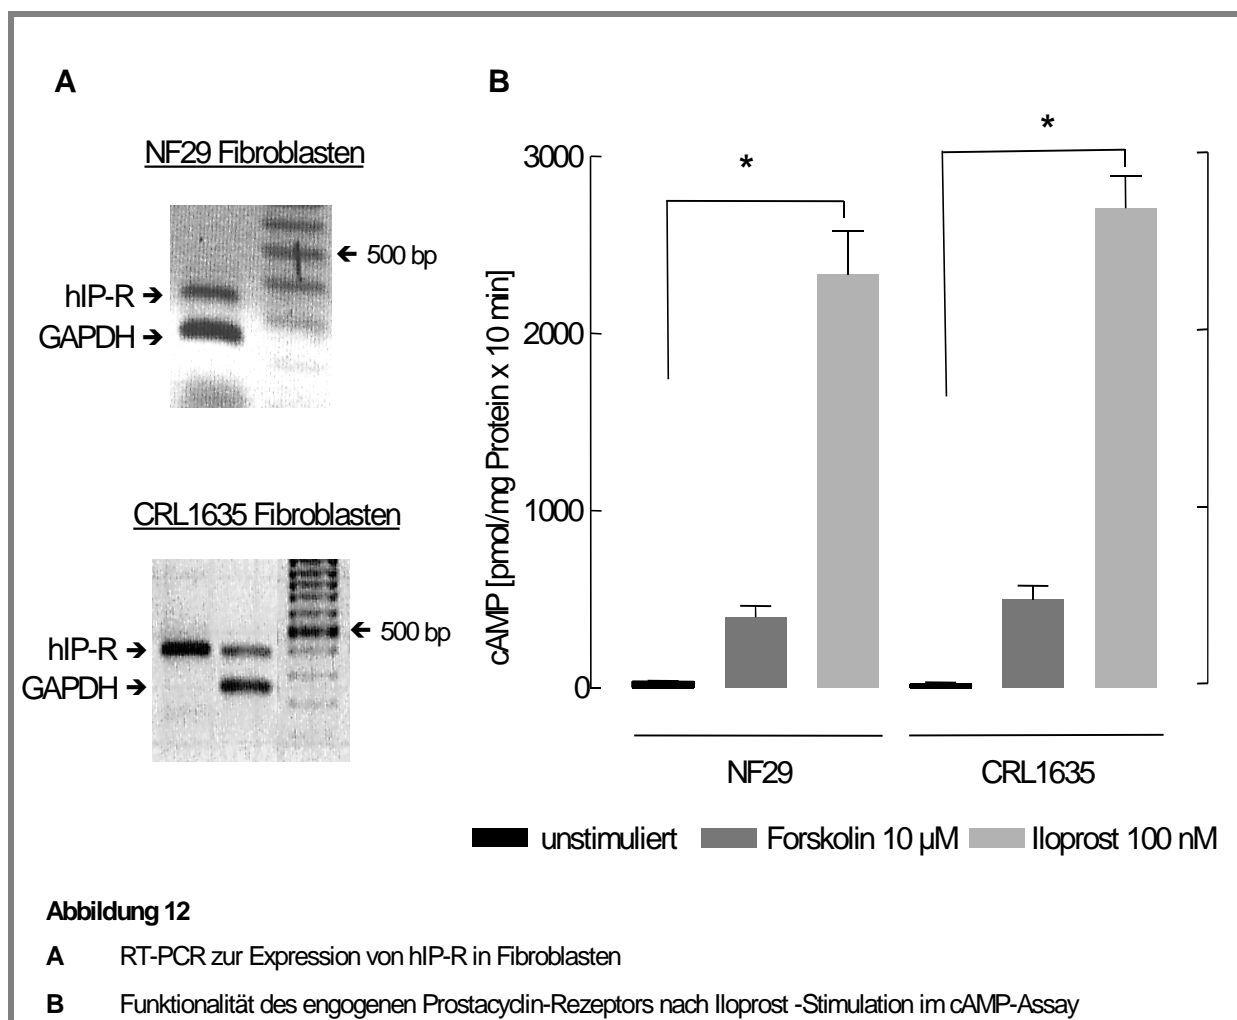 A
B
NF29 Fibroblasten
← 500 bp
hIP-R →
GAPDH →
CRL1635 Fibroblasten
← 500 bp
hIP-R →
GAPDH →
cAMP [pmol/mg Protein x 10 min]
3000
2000
1000
0
*
*
NF29
CRL1635
unstimuliert
Forskolin 10 µM
Iloprost 100 nM
Abbildung 12
A RT-PCR zur Expression von hIP-R in Fibroblasten
B Funktionalität des engogenen Prostacyclin-Rezeptors nach Iloprost -Stimulation im cAMP-Assay